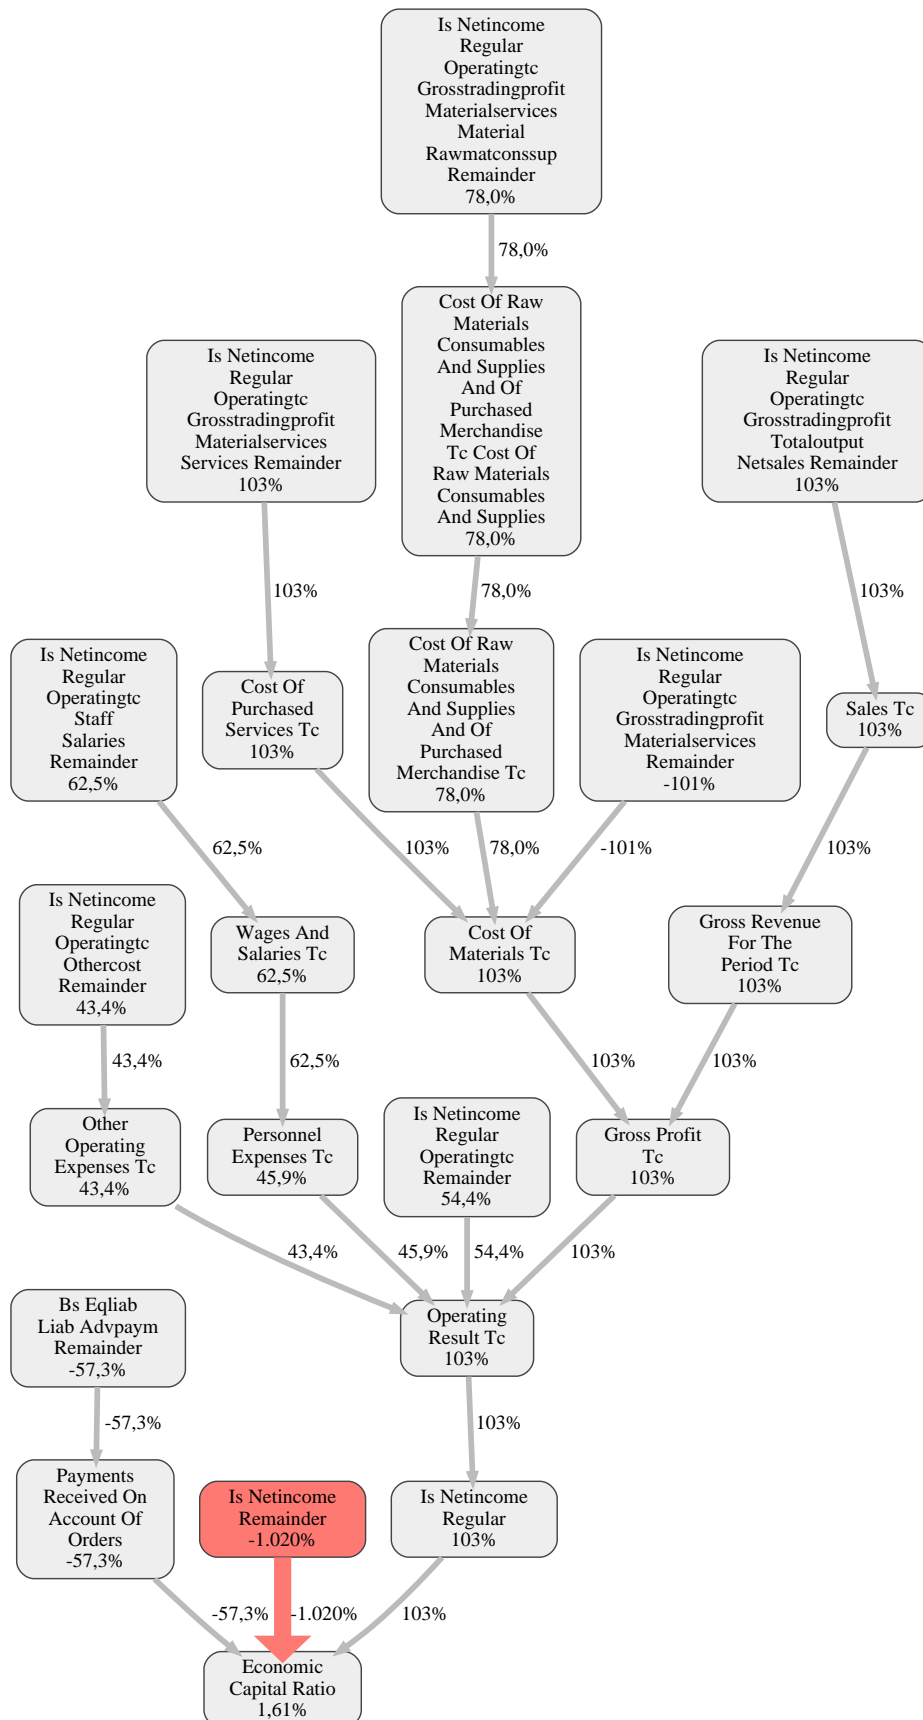 Is Netincome
Regular
Operatingtc
Grosstradingprofit
Materialservices
Material
Rawmatconssup
Remainder
78,0%
78,0%
Cost Of Raw
Materials
Consumables
And Supplies
And Of
Purchased
Merchandise
Tc Cost Of
Raw Materials
Consumables
And Supplies
78,0%
Is Netincome
Regular
Operatingtc
Grosstradingprofit
Materialservices
Services Remainder
103%
Is Netincome
Regular
Operatingtc
Grosstradingprofit
Totaloutput
Netsales Remainder
103%
103%
78,0%
103%
Is Netincome
Regular
Operatingtc
Staff
Salaries
Remainder
62,5%
Cost Of
Purchased
Services Tc
103%
Cost Of Raw
Materials
Consumables
And Supplies
And Of
Purchased
Merchandise Tc
78,0%
Is Netincome
Regular
Operatingtc
Grosstradingprofit
Materialservices
Remainder
-101%
Sales Tc
103%
62,5%
103%
78,0%
-101%
103%
Is Netincome
Regular
Operatingtc
Othercost
Remainder
43,4%
Wages And
Salaries Tc
62,5%
Cost Of
Materials Tc
103%
Gross Revenue
For The
Period Tc
103%
43,4%
62,5%
103%
103%
Other
Operating
Expenses Tc
43,4%
Personnel
Expenses Tc
45,9%
Is Netincome
Regular
Operatingtc
Remainder
54,4%
Gross Profit
Tc
103%
43,4%
45,9%
54,4%
103%
Bs Eqliab
Liab Advpaym
Remainder
-57,3%
Operating
Result Tc
103%
-57,3%
103%
Payments
Received On
Account Of
Orders
-57,3%
Is Netincome
Remainder
-1.020%
Is Netincome
Regular
103%
-57,3%
-1.020%
103%
Economic
Capital Ratio
1,61%